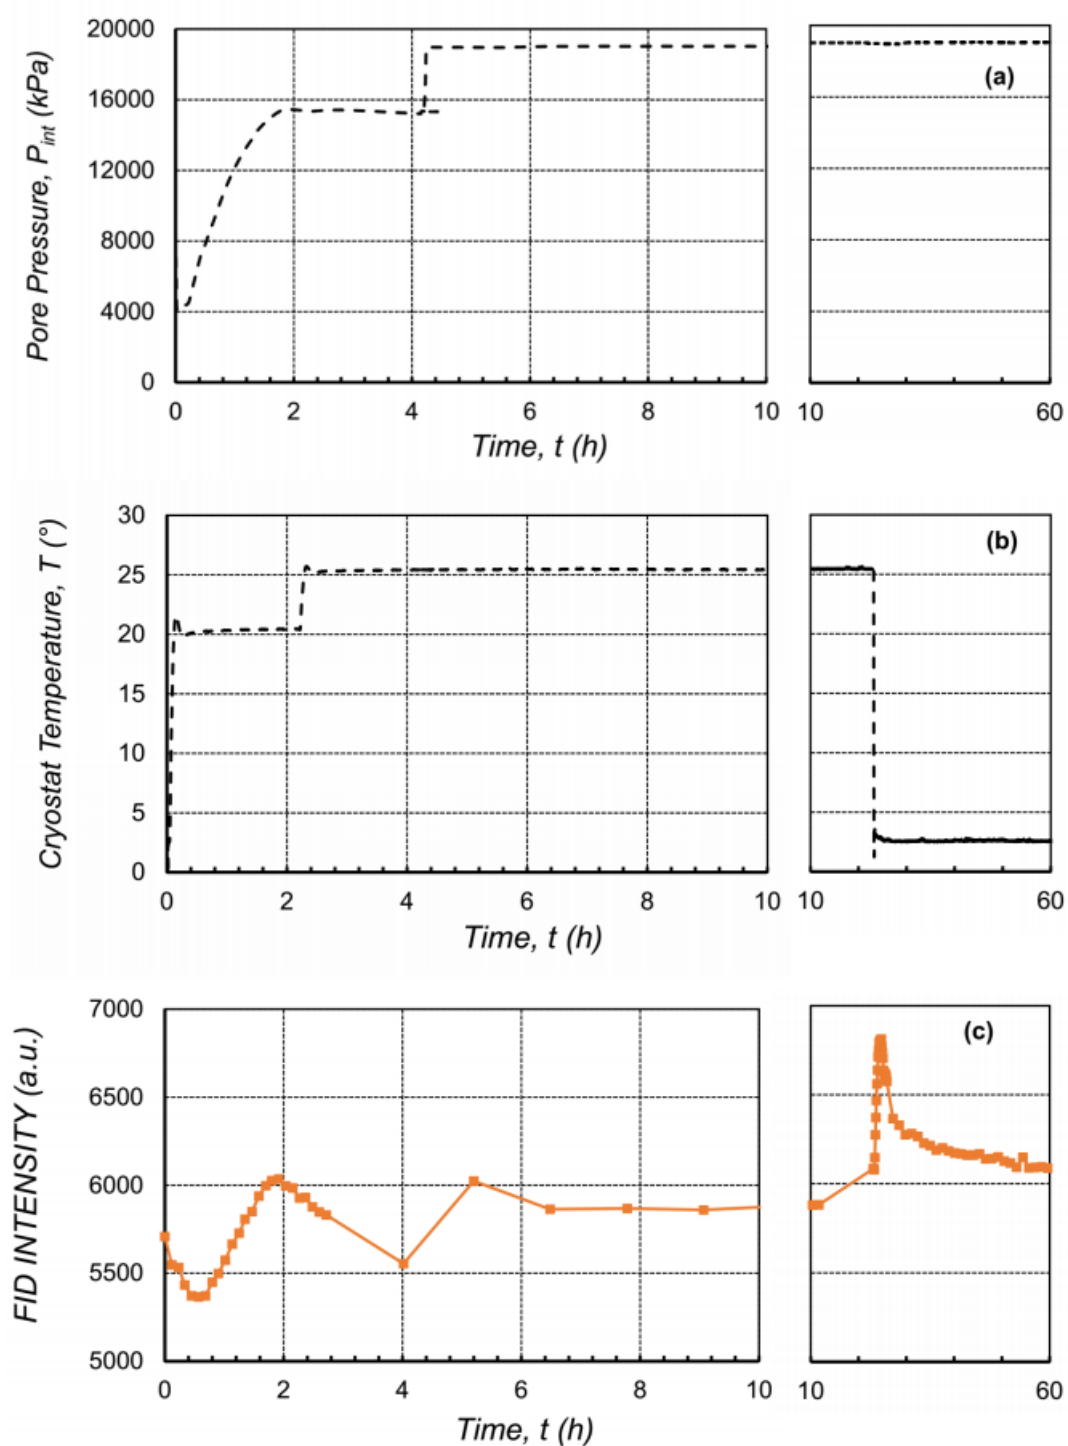 20000
16000
12000
8000
4000
0
Pore Pressure, P_int (kPa)
0 2 4 6 8 10
Time, t (h)
(a)
10 60
30
25
20
15
10
5
0
Cryostat Temperature, T (°)
0 2 4 6 8 10
Time, t (h)
(b)
10 60
7000
6500
6000
5500
5000
FID INTENSITY (a.u.)
0 2 4 6 8 10
Time, t (h)
(c)
10 60